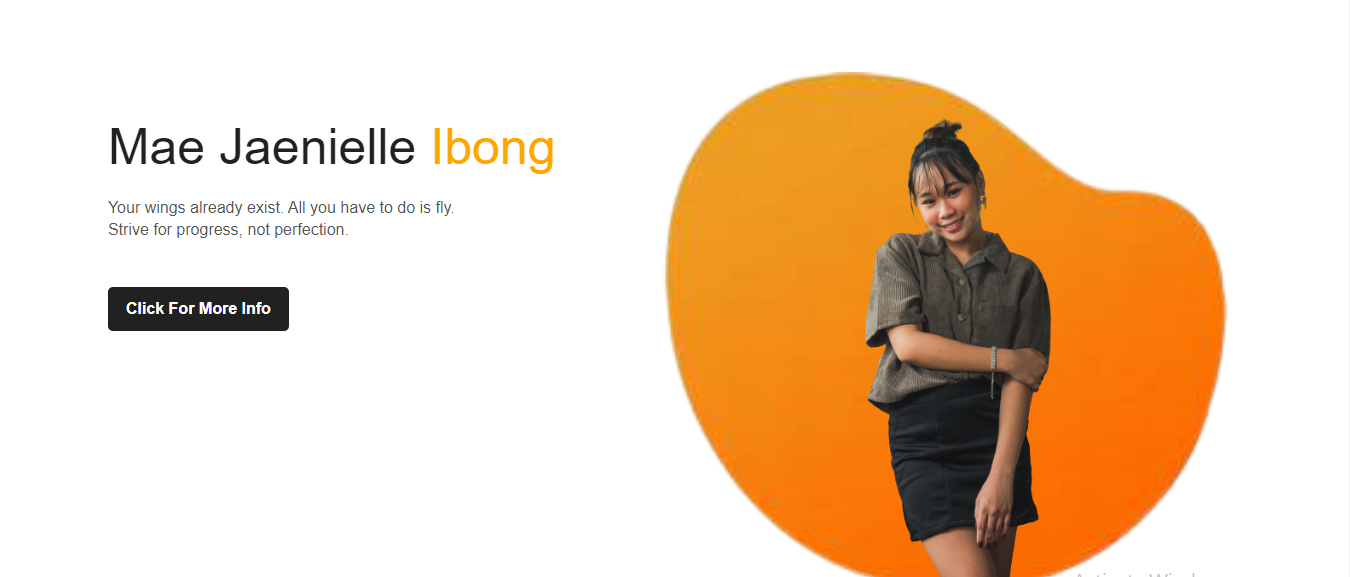 Mae Jaenielle Ibong
Your wings already exist. All you have to do is fly.
Strive for progress, not perfection.
Click For More Info